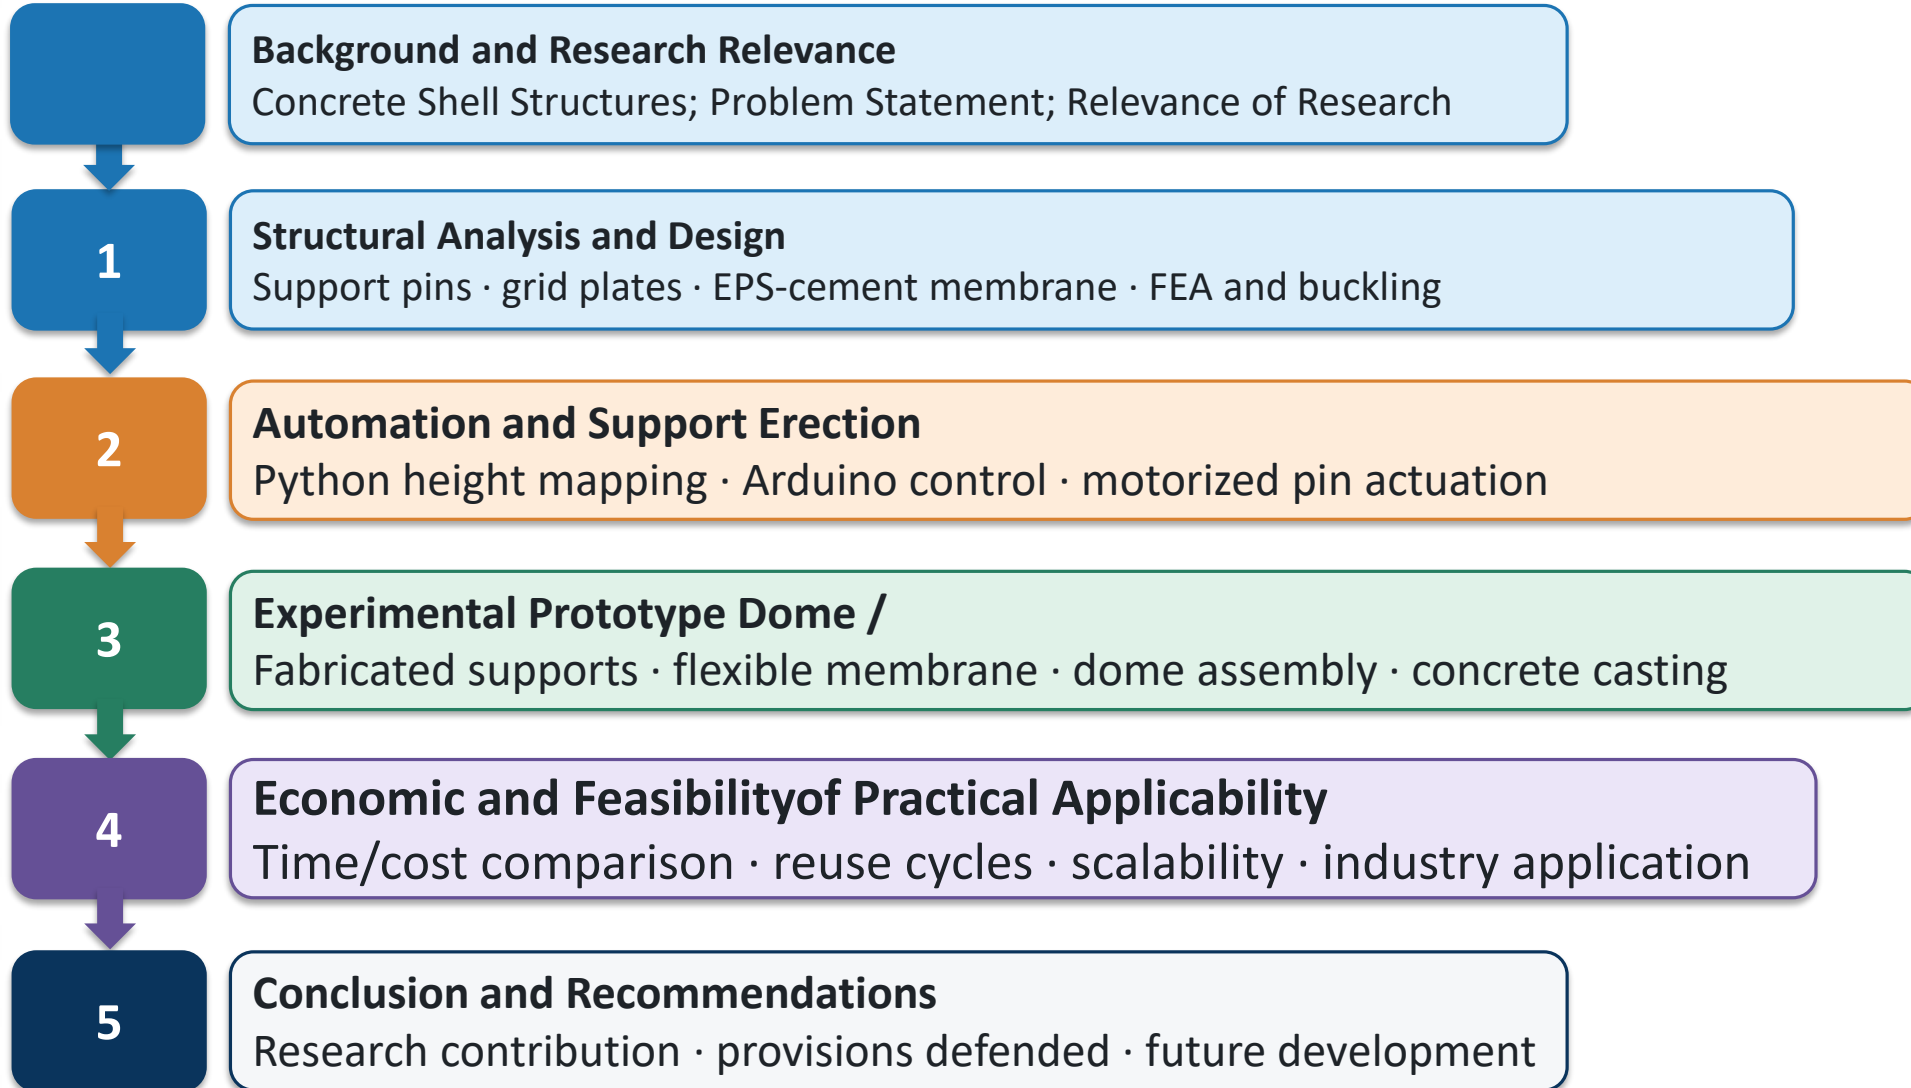 Background and Research Relevance
Concrete Shell Structures; Problem Statement; Relevance of Research
1
Structural Analysis and Design
Support pins · grid plates · EPS-cement membrane · FEA and buckling
2
Automation and Support Erection
Python height mapping · Arduino control · motorized pin actuation
3
Experimental Prototype Dome /
Fabricated supports · flexible membrane · dome assembly · concrete casting
4
Economic and Feasibilityof Practical Applicability
Time/cost comparison · reuse cycles · scalability · industry application
5
Conclusion and Recommendations
Research contribution · provisions defended · future development